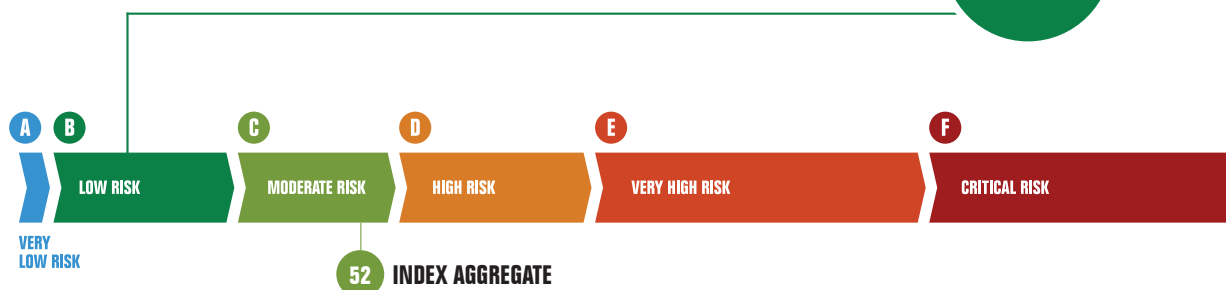 A
B
C
D
E
F
LOW RISK
MODERATE RISK
HIGH RISK
VERY HIGH RISK
CRITICAL RISK
VERY
LOW RISK
52 INDEX AGGREGATE